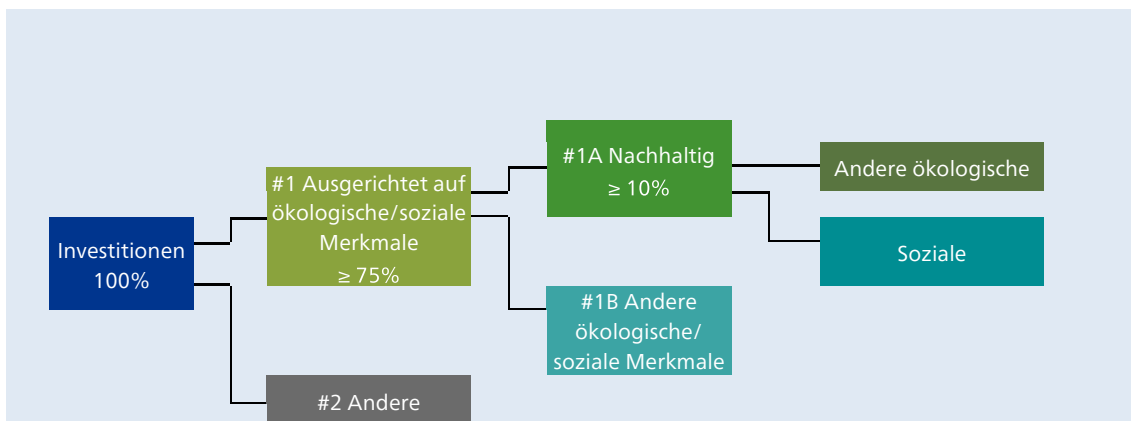 Investitionen
100%
#1 Ausgerichtet auf
ökologische/soziale
Merkmale
≥ 75%
#2 Andere
#1A Nachhaltig
≥ 10%
#1B Andere
ökologische/
soziale Merkmale
Andere ökologische
Soziale